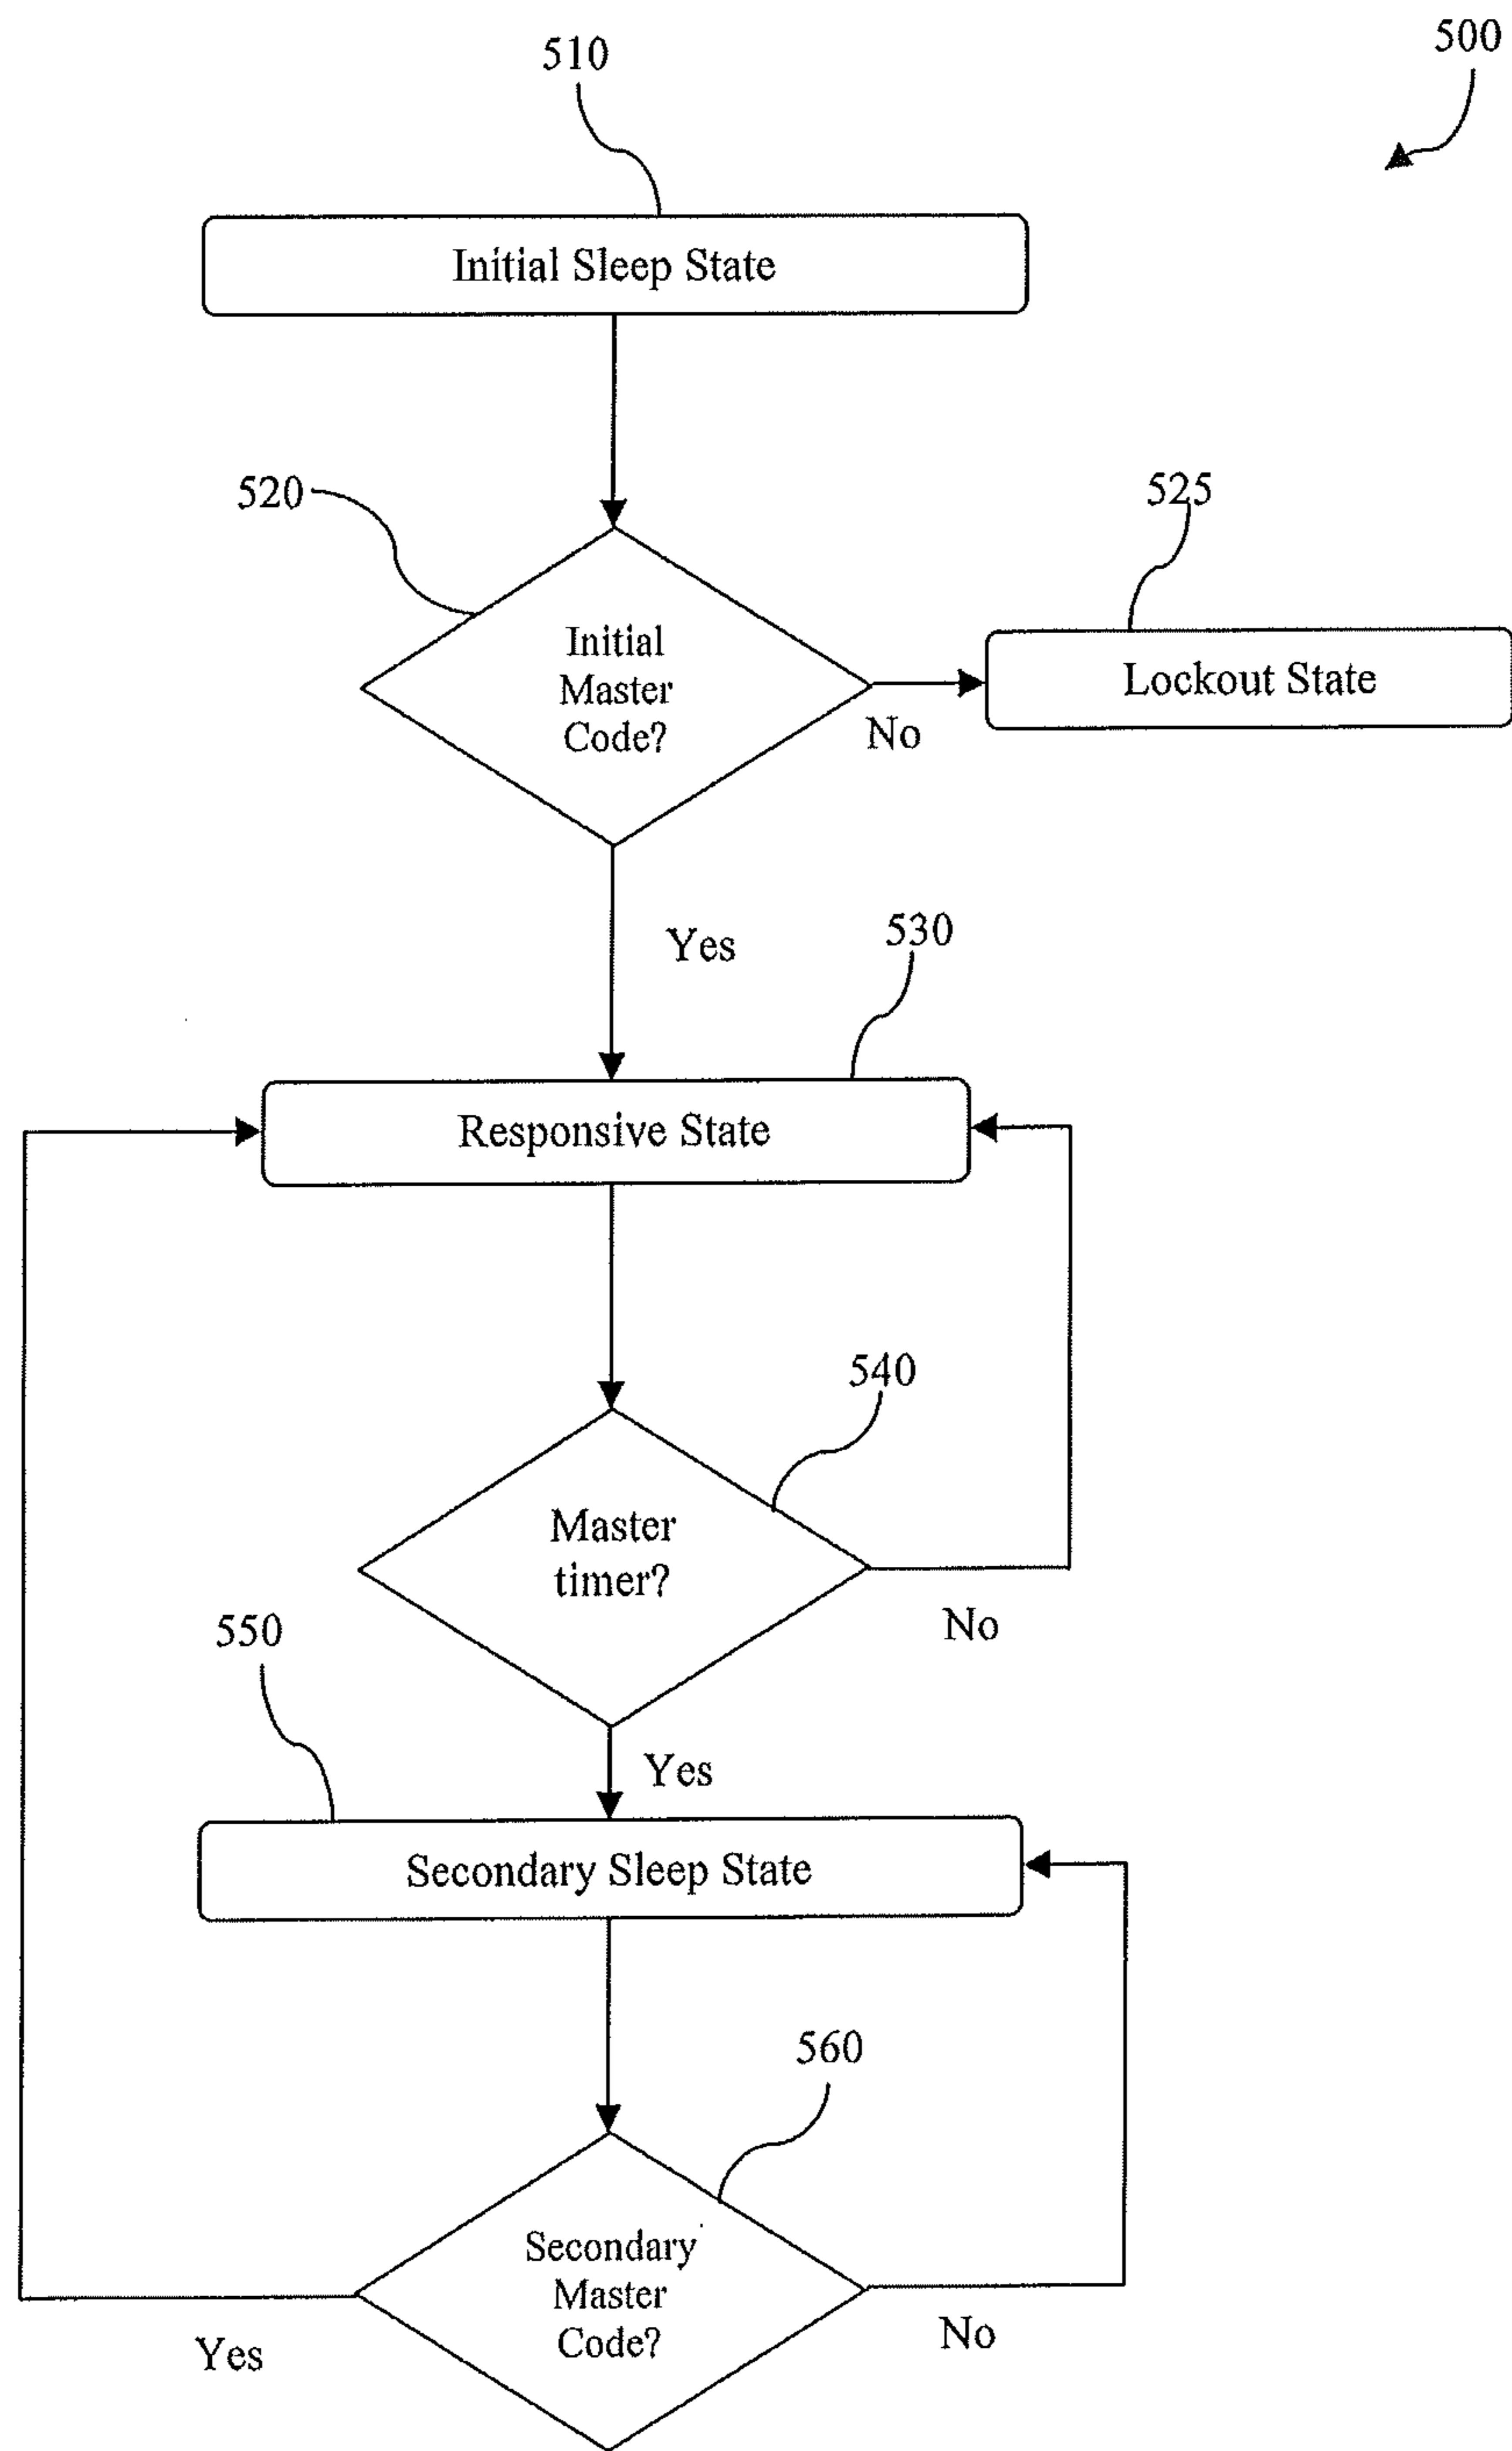 500
510
Initial Sleep State
520
525
Initial
Master
Code?
Lockout State
No
Yes
530
Responsive State
540
Master
timer?
No
550
Yes
Secondary Sleep State
560
Secondary
Master
Code?
No
Yes